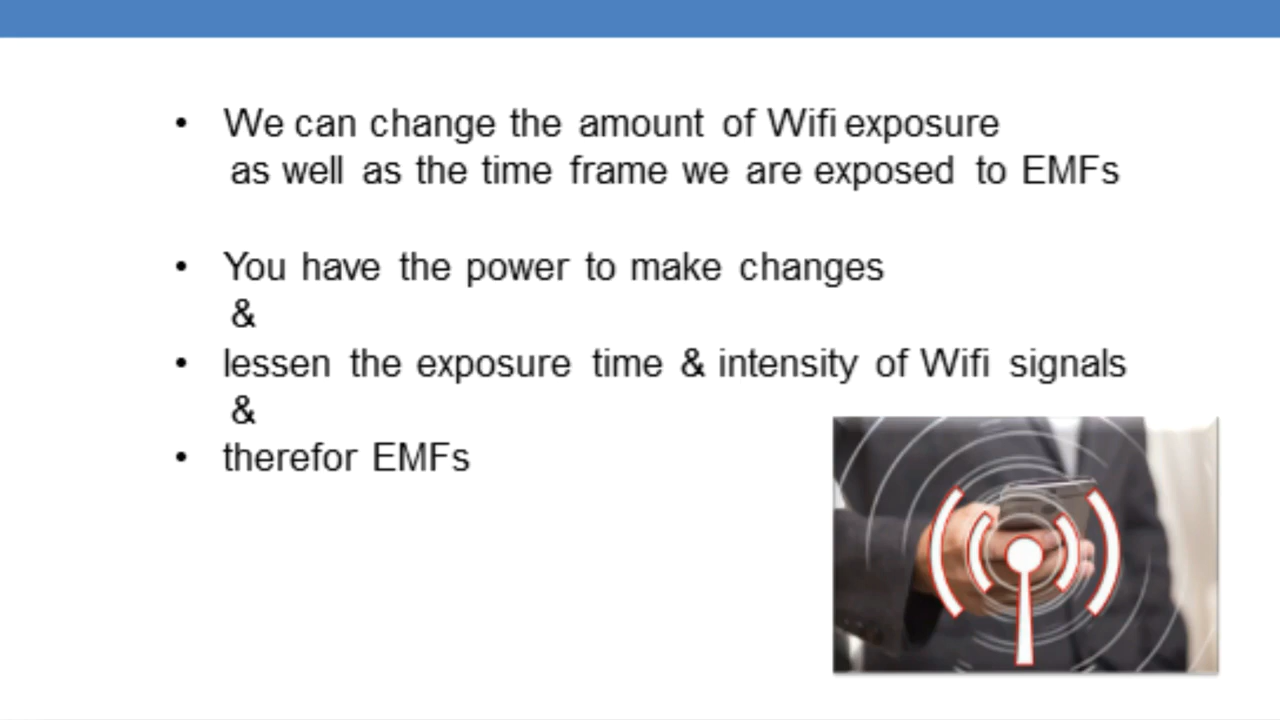 • We can change the amount of Wifi exposure
as well as the time frame we are exposed to EMFs
• You have the power to make changes
&
• lessen the exposure time & intensity of Wifi signals
&
• therefor EMFs